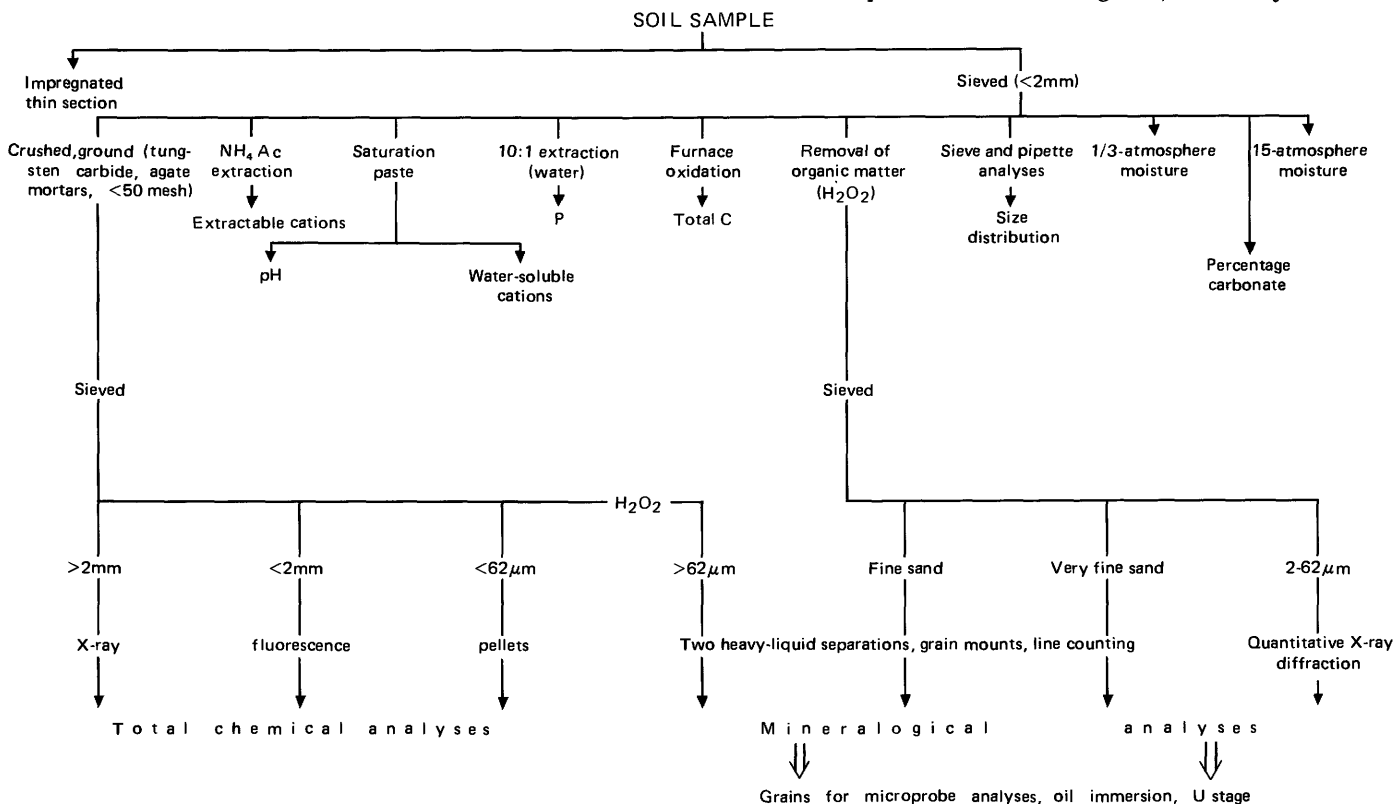 SOIL SAMPLE
Impregnated
thin section
Sieved (<2mm)
Crushed,ground (tung-
sten carbide, agate
mortars, <50 mesh)
NH₄ Ac
extraction
Extractable cations
Saturation
paste
pH
Water-soluble
cations
10:1 extraction
(water)
P
Furnace
oxidation
Total C
Removal of
organic matter
(H₂O₂)
Sieve and pipette
analyses
Size
distribution
1/3-atmosphere
moisture
Percentage
carbonate
15-atmosphere
moisture
Sieved
Sieved
H₂O₂
>2mm
<2mm
<62μm
>62μm
Fine sand
Very fine sand
2-62μm
X-ray
fluorescence
pellets
Two heavy-liquid separations, grain mounts, line counting
Quantitative X-ray
diffraction
Total chemical analyses
Mineralogical analyses
Grains for microprobe analyses, oil immersion, U stage